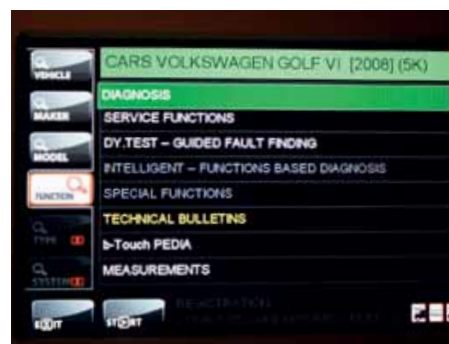 CARS VOLKSWAGEN GOLF VI [2008] (5K)
VEHICLE
DIAGNOSIS
MAKER
SERVICE FUNCTIONS
DY.TEST – GUIDED FAULT FINDING
MODEL
INTELLIGENT – FUNCTIONS BASED DIAGNOSIS
FUNCTION
SPECIAL FUNCTIONS
TECHNICAL BULLETINS
TYPE
b-Touch PEDIA
MEASUREMENTS
SYSTEM
EXIT
START